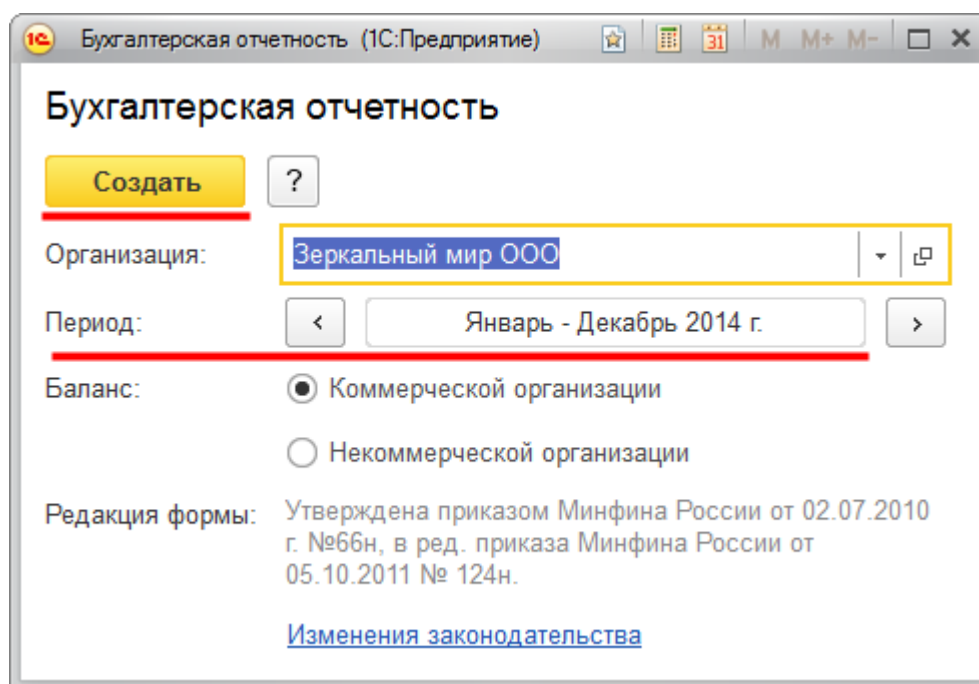 1С Бухгалтерская отчетность (1С:Предприятие) 31 M M+ M-
Бухгалтерская отчетность
Создать ?
Организация: Зеркальный мир ООО
Период: Январь - Декабрь 2014 г.
Баланс: Коммерческой организации
Некоммерческой организации
Редакция формы: Утверждена приказом Минфина России от 02.07.2010
г. №66н, в ред. приказа Минфина России от
05.10.2011 № 124н.
Изменения законодательства